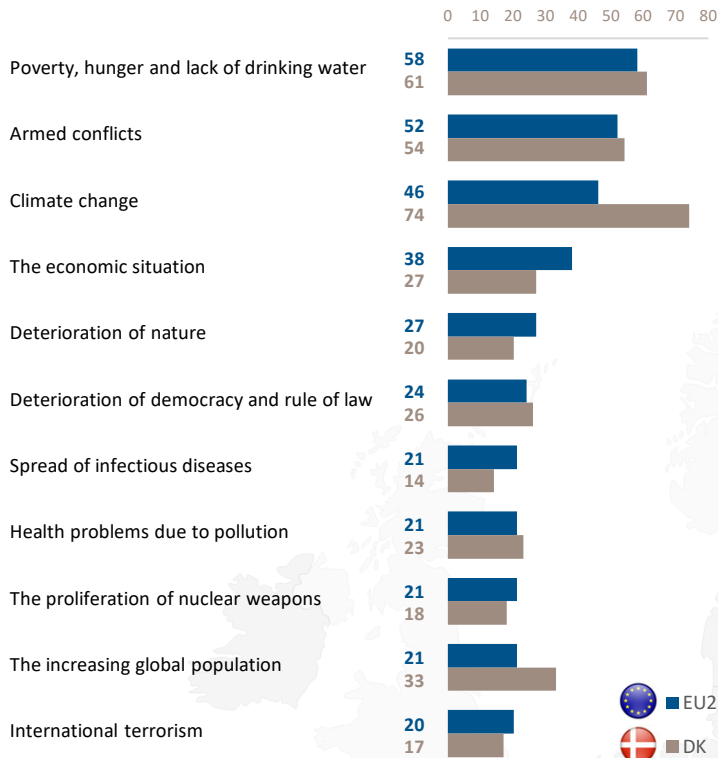 0 10 20 30 40 50 60 70 80
Poverty, hunger and lack of drinking water 58
61
Armed conflicts 52
54
Climate change 46
74
The economic situation 38
27
Deterioration of nature 27
20
Deterioration of democracy and rule of law 24
26
Spread of infectious diseases 21
14
Health problems due to pollution 21
23
The proliferation of nuclear weapons 21
18
The increasing global population 21
33
International terrorism 20
17
EU2
DK